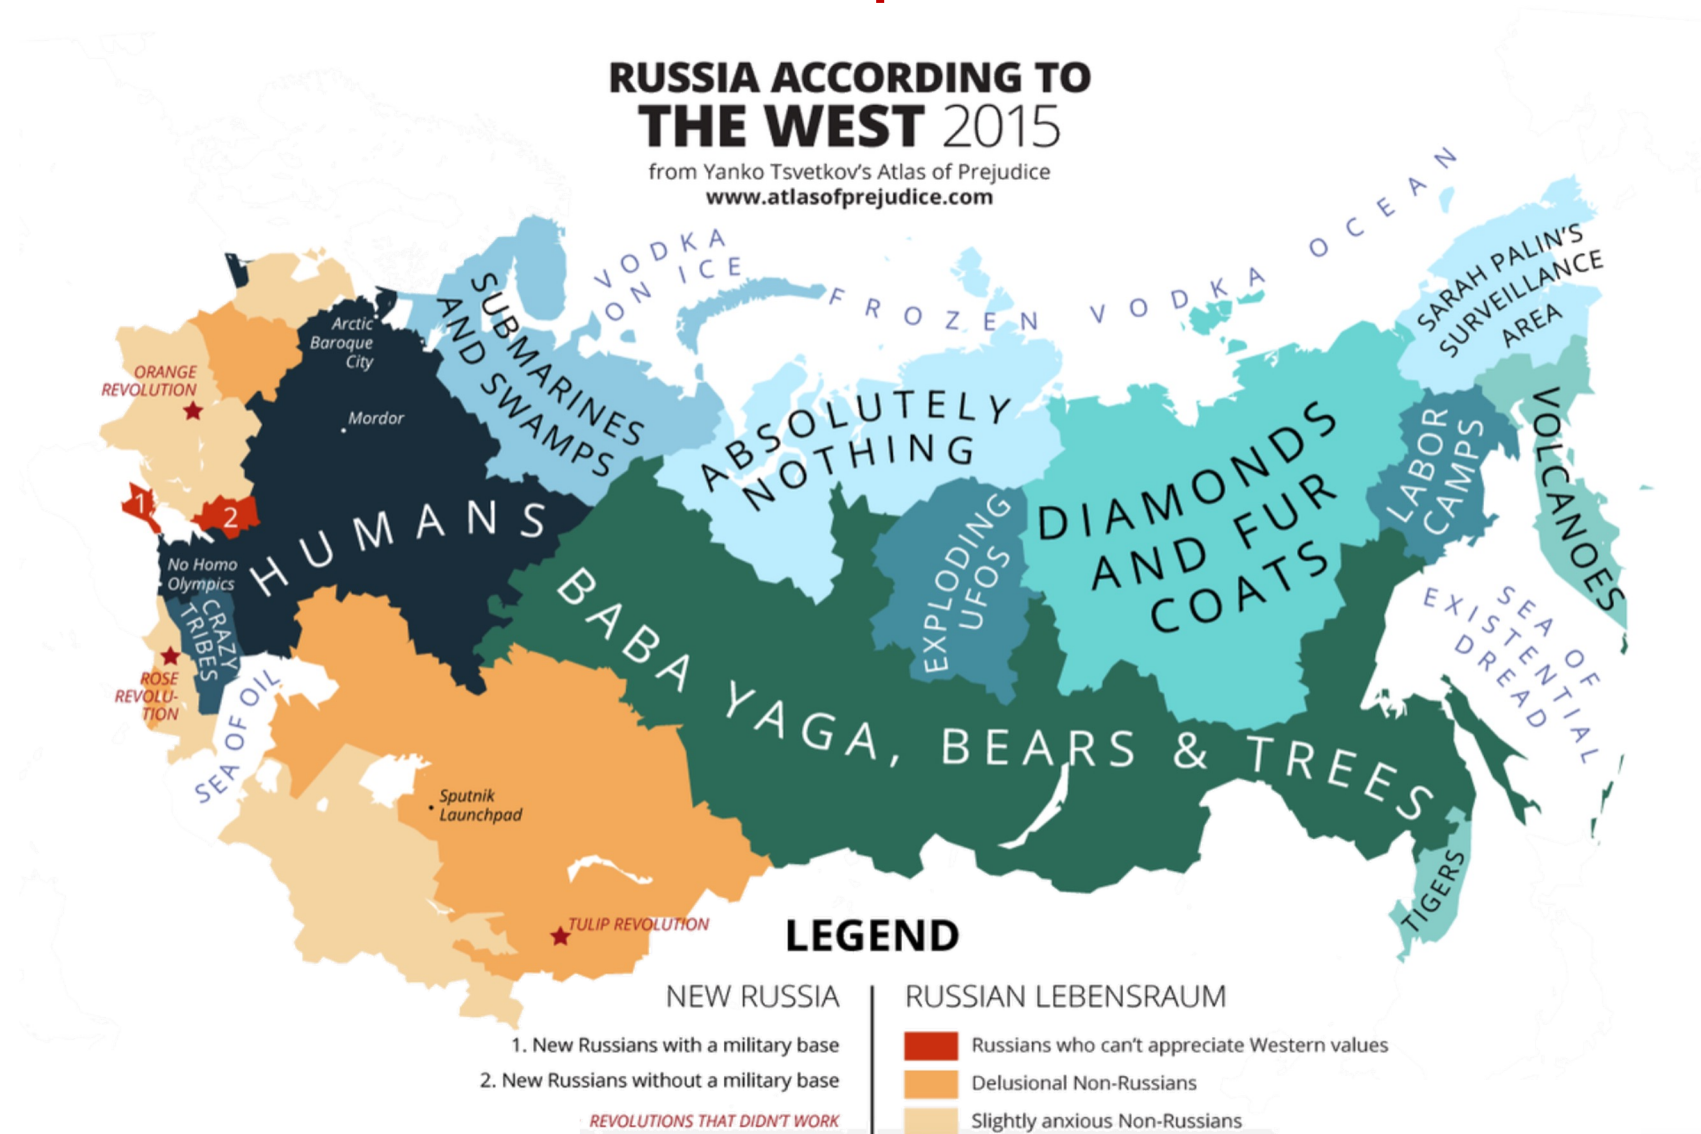 RUSSIA ACCORDING TO
THE WEST 2015
from Yanko Tsvetkov's Atlas of Prejudice
www.atlasofprejudice.com
VODKA
ON ICE
FROZEN VODKA OCEAN
SARAH PALIN'S
SURVEILLANCE
AREA
SUBMARINES
AND SWAMPS
Arctic
Baroque
City
ORANGE
REVOLUTION
Mordor
ABSOLUTELY
NOTHING
DIAMONDS
AND FUR
COATS
LABOR
CAMPS
VOLCANOES
1
2
HUMANS
No Homo
Olympics
CRAZY
TRIBES
EXPLODING
UFOS
BABA YAGA, BEARS & TREES
SEA OF
EXISTENTIAL
DREAD
ROSE
REVOLU-
TION
SEA OF OIL
Sputnik
Launchpad
TULIP REVOLUTION
TIGERS
LEGEND
NEW RUSSIA
1. New Russians with a military base
2. New Russians without a military base
REVOLUTIONS THAT DIDN'T WORK
RUSSIAN LEBENSRAUM
Russians who can't appreciate Western values
Delusional Non-Russians
Slightly anxious Non-Russians